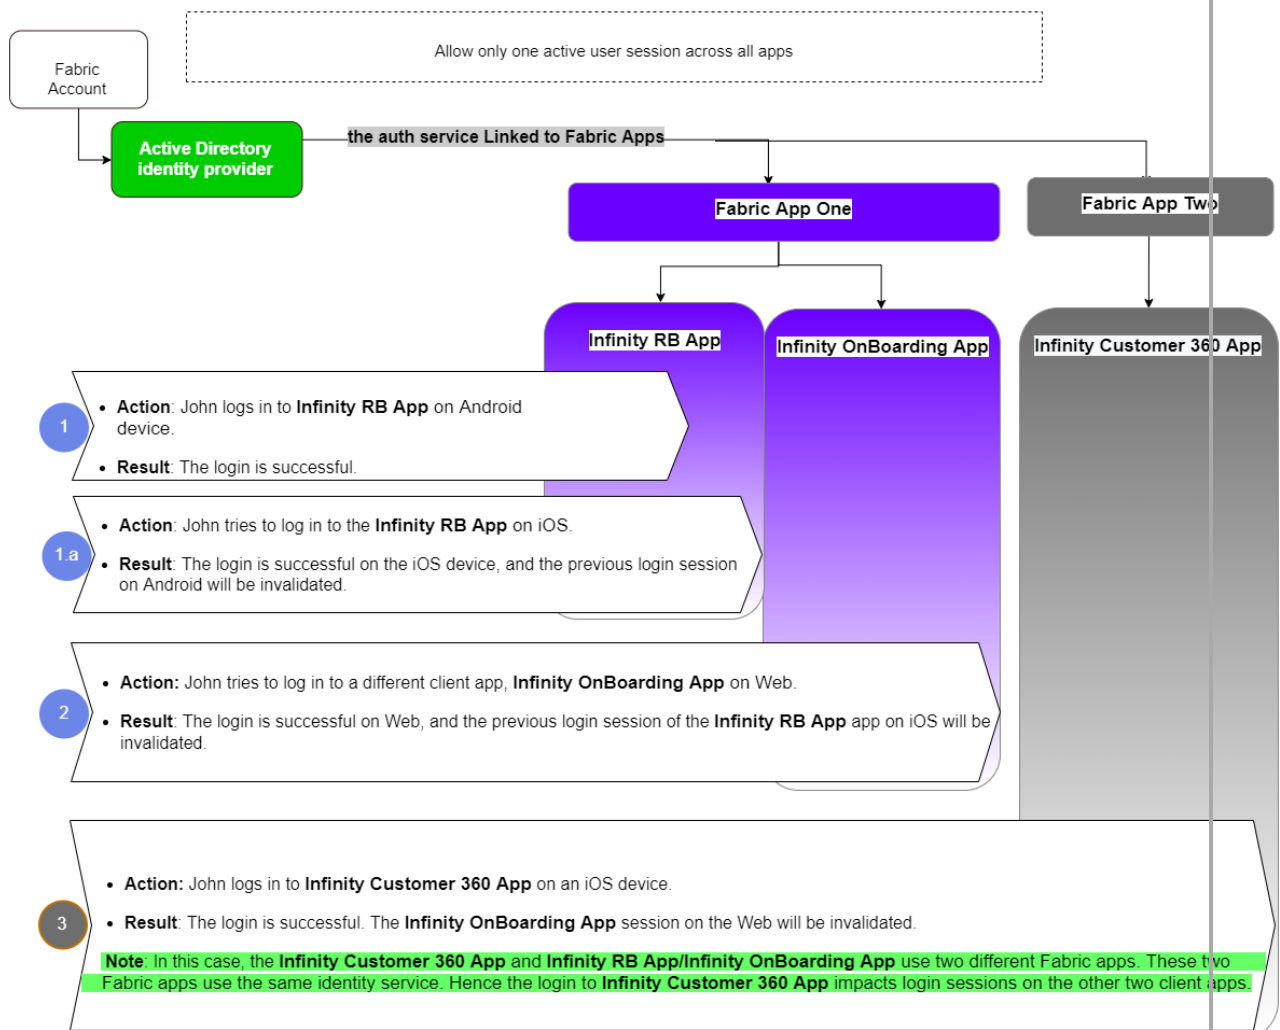 Allow only one active user session across all apps
Fabric
Account
Active Directory
identity provider
the auth service Linked to Fabric Apps
Fabric App One
Fabric App Two
Infinity RB App
Infinity OnBoarding App
Infinity Customer 360 App
1
• Action: John logs in to Infinity RB App on Android
device.
• Result: The login is successful.
1.a
• Action: John tries to log in to the Infinity RB App on iOS.
• Result: The login is successful on the iOS device, and the previous login session
on Android will be invalidated.
2
• Action: John tries to log in to a different client app, Infinity OnBoarding App on Web.
• Result: The login is successful on Web, and the previous login session of the Infinity RB App app on iOS will be
invalidated.
3
• Action: John logs in to Infinity Customer 360 App on an iOS device.
• Result: The login is successful. The Infinity OnBoarding App session on the Web will be invalidated.
Note: In this case, the Infinity Customer 360 App and Infinity RB App/Infinity OnBoarding App use two different Fabric apps. These two
Fabric apps use the same identity service. Hence the login to Infinity Customer 360 App impacts login sessions on the other two client apps.